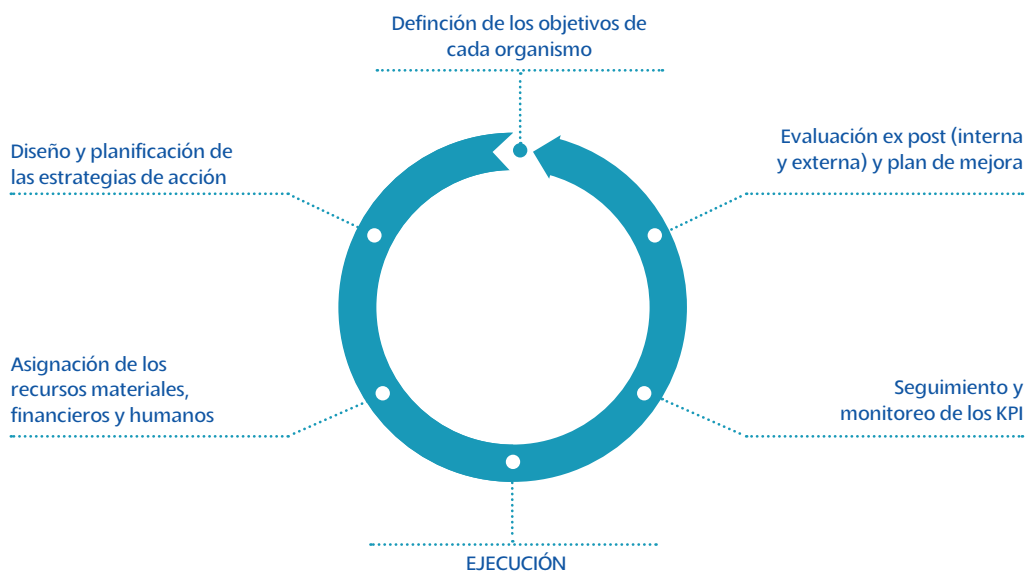 Definción de los objetivos de
cada organismo
Diseño y planificación de
las estrategias de acción
Asignación de los
recursos materiales,
financieros y humanos
EJECUCIÓN
Seguimiento y
monitoreo de los KPI
Evaluación ex post (interna
y externa) y plan de mejora